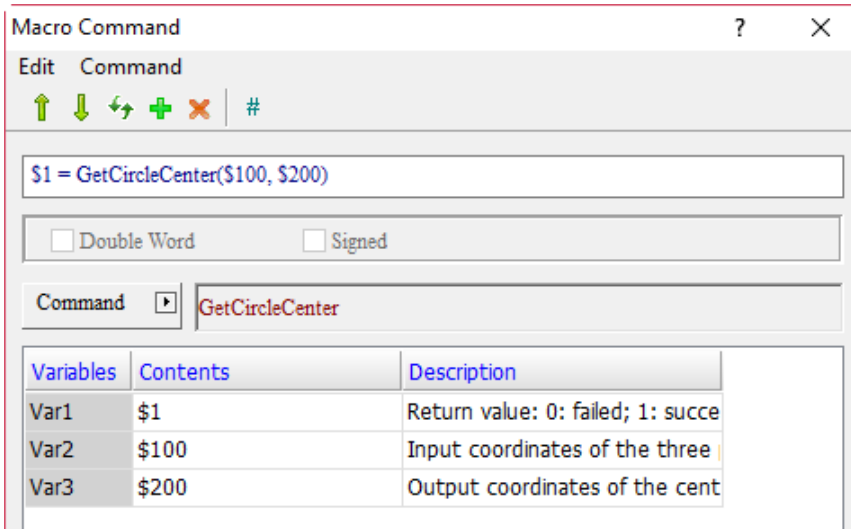 Macro Command ?
Edit Command
#
$1 = GetCircleCenter($100, $200)
Double Word Signed
Command GetCircleCenter
Variables Contents Description
Var1 $1 Return value: 0: failed; 1: succe
Var2 $100 Input coordinates of the three
Var3 $200 Output coordinates of the cent